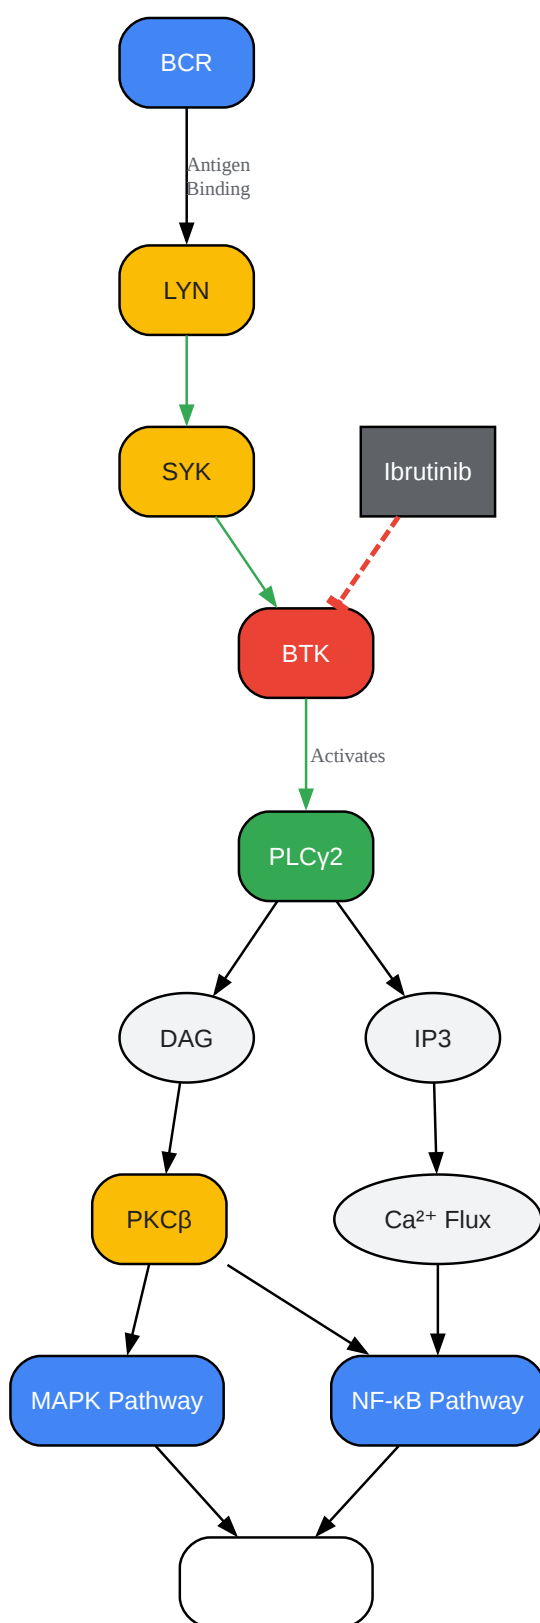 BCR
Antigen
Binding
LYN
SYK
Ibrutinib
BTK
Activates
PLCγ2
DAG
IP3
PKCβ
Ca²⁺ Flux
MAPK Pathway
NF-κB Pathway